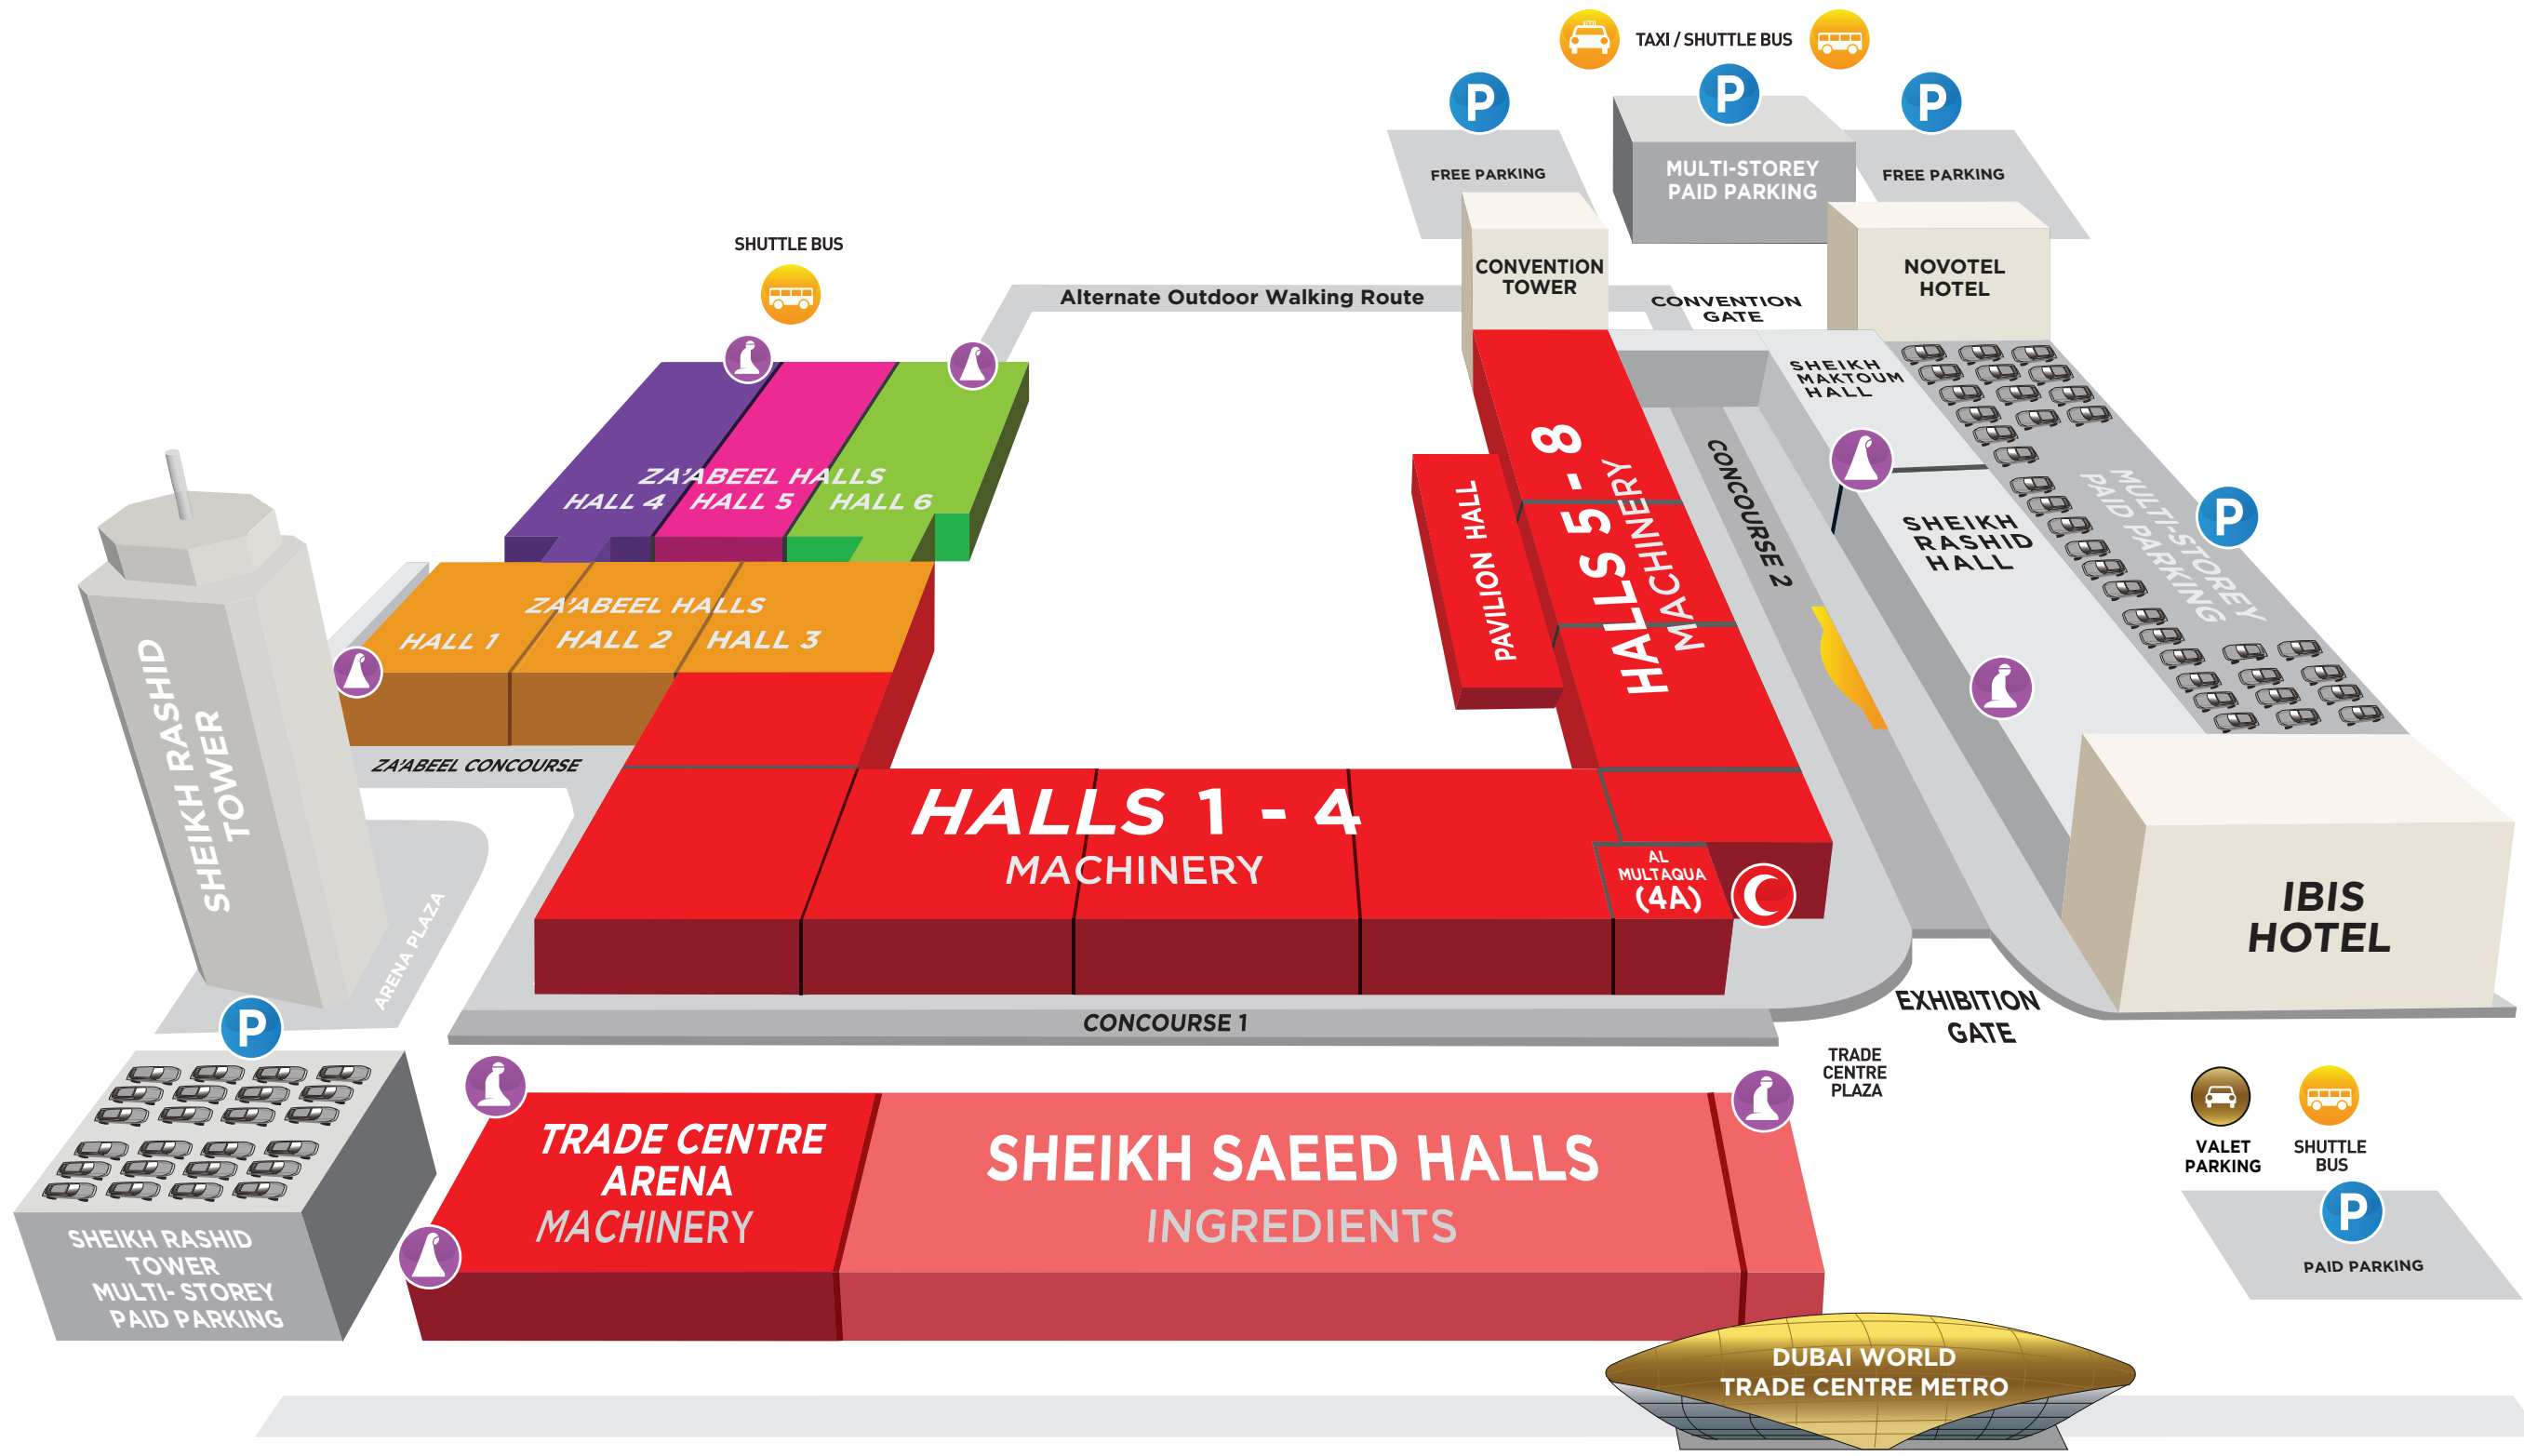 TAXI / SHUTTLE BUS
P
P
P
FREE PARKING
MULTI-STOREY
PAID PARKING
FREE PARKING
SHUTTLE BUS
CONVENTION
TOWER
NOVOTEL
HOTEL
Alternate Outdoor Walking Route
CONVENTION
GATE
SHEIKH
MAKTOUM
HALL
ZA'ABEEL HALLS
HALL 4
HALL 5
HALL 6
HALLS 5 - 8
MACHINERY
PAVILION HALL
CONCOURSE 2
SHEIKH
RASHID
HALL
MULTI-STOREY
PAID PARKING
P
ZA'ABEEL HALLS
HALL 1
HALL 2
HALL 3
SHEIKH RASHID
TOWER
ZA'ABEEL CONCOURSE
HALLS 1 - 4
MACHINERY
AL
MULTAQUA
(4A)
IBIS
HOTEL
ARENA PLAZA
P
CONCOURSE 1
EXHIBITION
GATE
TRADE
CENTRE
PLAZA
TRADE CENTRE
ARENA
MACHINERY
SHEIKH SAEED HALLS
INGREDIENTS
VALET
PARKING
SHUTTLE
BUS
P
PAID PARKING
SHEIKH RASHID
TOWER
MULTI- STOREY
PAID PARKING
DUBAI WORLD
TRADE CENTRE METRO